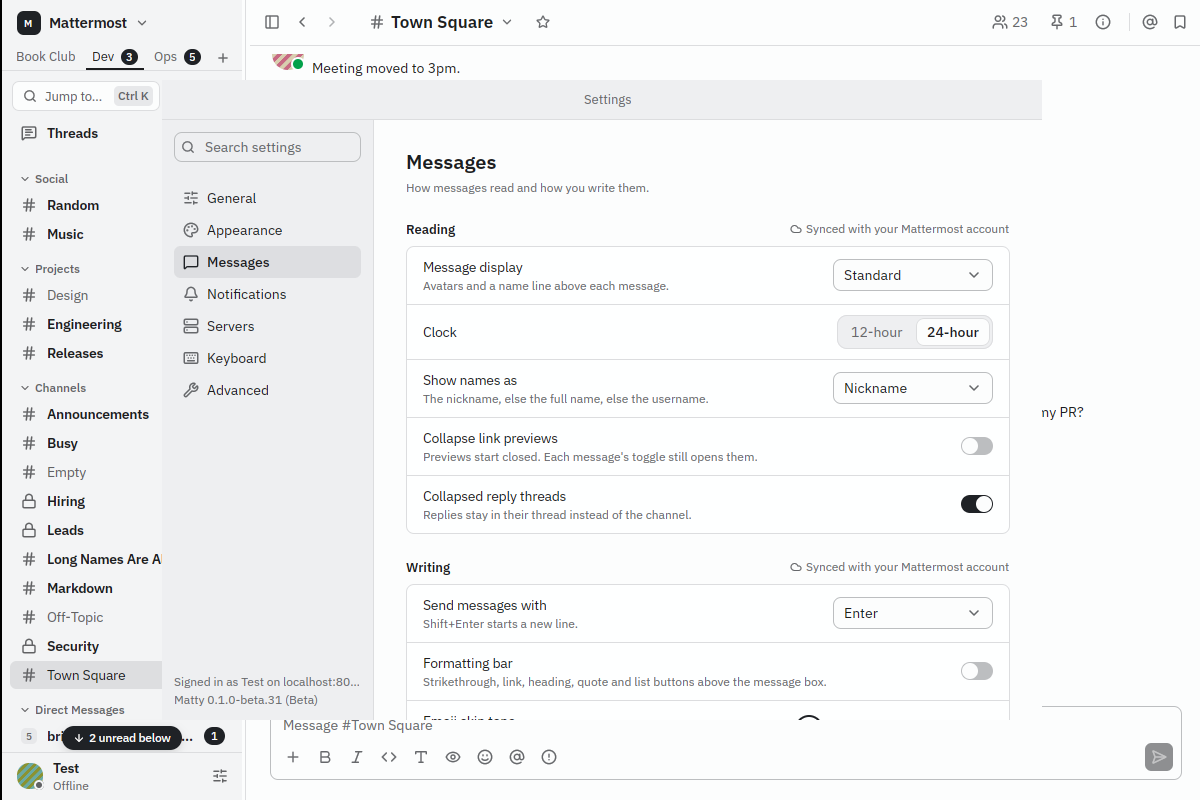 M Mattermost
Book Club Dev 3 Ops 5
Jump to... Ctrl K
Threads
Social
Random
Music
Projects
Design
Engineering
Releases
Channels
Announcements
Busy
Empty
Hiring
Leads
Long Names Are A
Markdown
Off-Topic
Security
Town Square
Direct Messages
5 bri ... 1
2 unread below
Test
Offline
Town Square
23
1
Meeting moved to 3pm.
my PR?
Settings
Search settings
General
Appearance
Messages
Notifications
Servers
Keyboard
Advanced
Signed in as Test on localhost:80...
Matty 0.1.0-beta.31 (Beta)
Messages
How messages read and how you write them.
Reading Synced with your Mattermost account
Message display
Avatars and a name line above each message.
Standard
Clock
12-hour 24-hour
Show names as
The nickname, else the full name, else the username.
Nickname
Collapse link previews
Previews start closed. Each message's toggle still opens them.
Collapsed reply threads
Replies stay in their thread instead of the channel.
Writing Synced with your Mattermost account
Send messages with
Shift+Enter starts a new line.
Enter
Formatting bar
Strikethrough, link, heading, quote and list buttons above the message box.
Message #Town Square